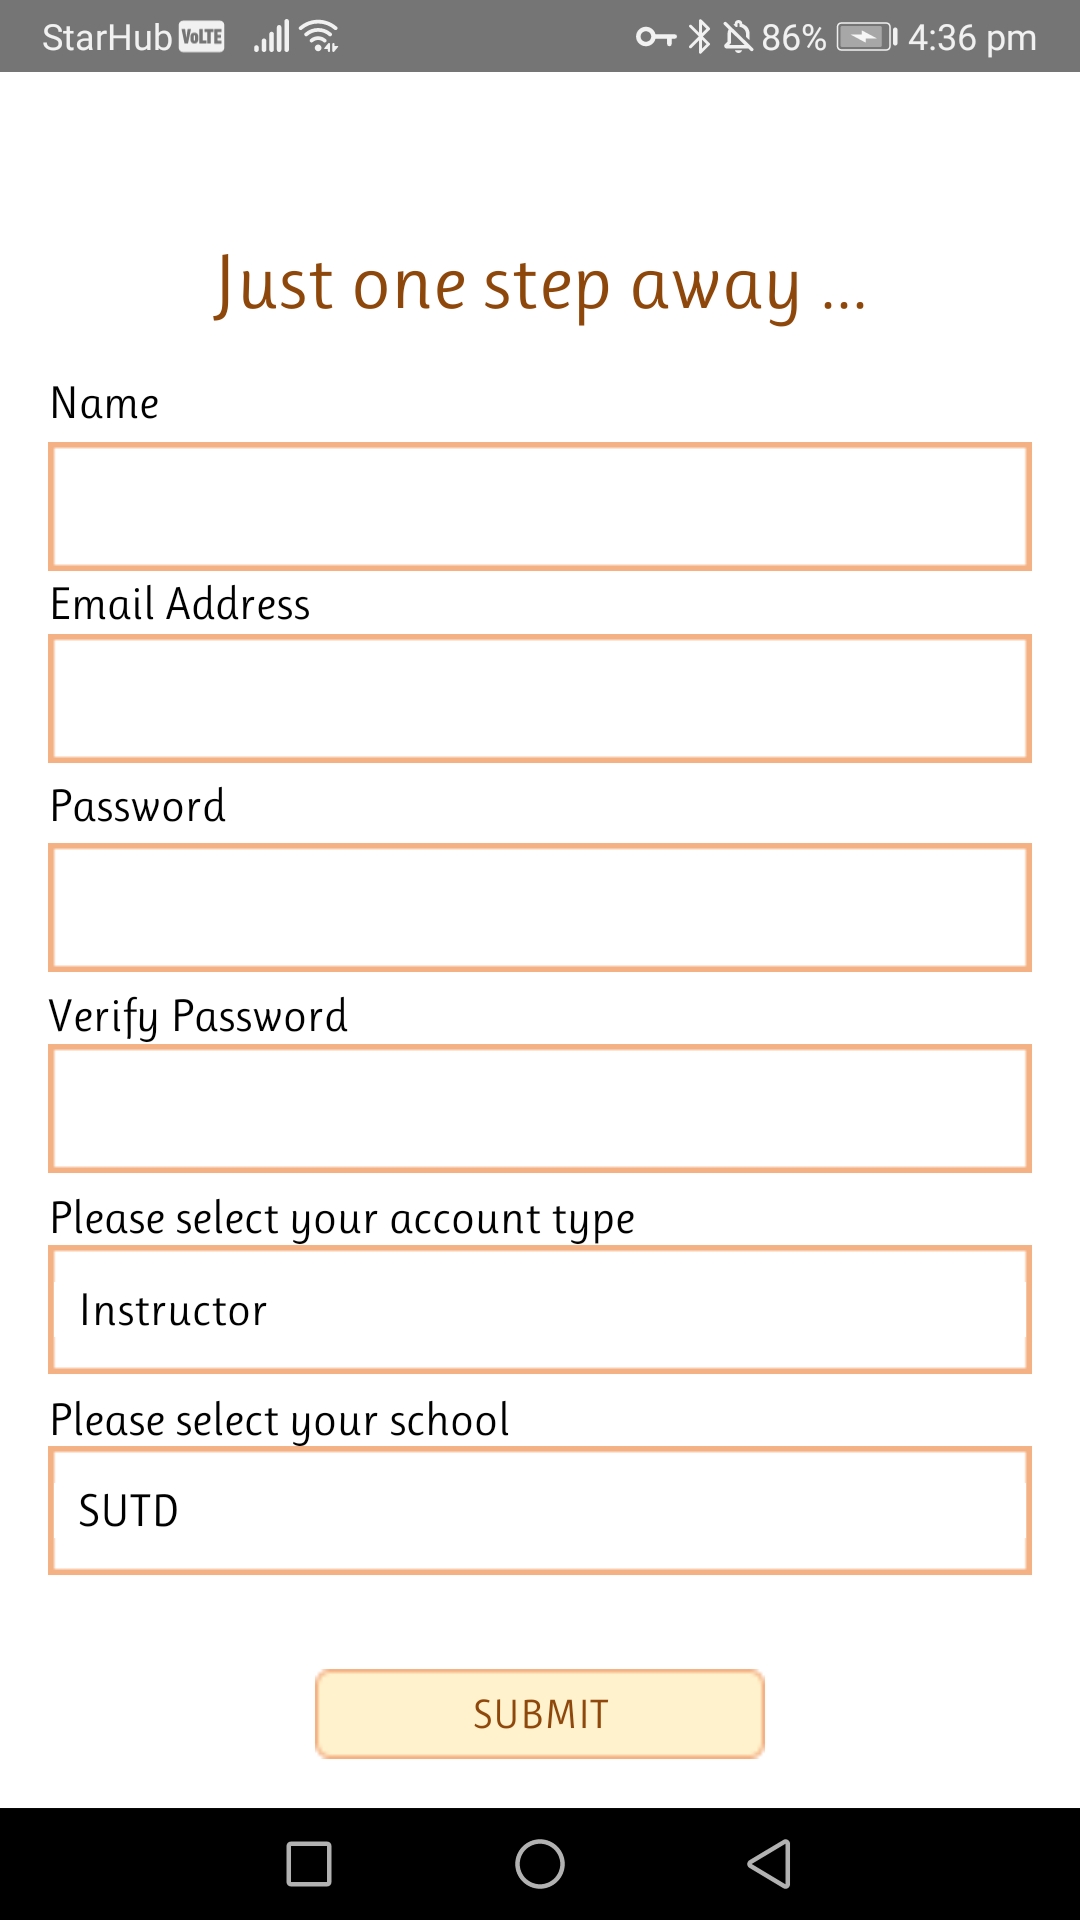 StarHub VoLTE 86% 4:36 pm
Just one step away ...
Name
Email Address
Password
Verify Password
Please select your account type
Instructor
Please select your school
SUTD
SUBMIT